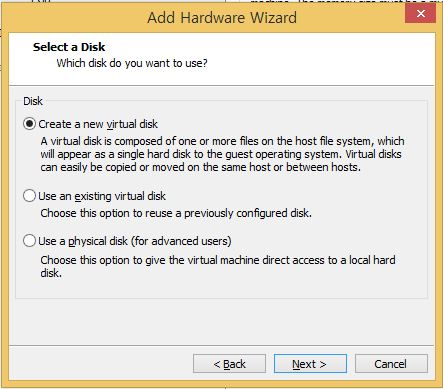 Add Hardware Wizard
Select a Disk
Which disk do you want to use?
Disk
Create a new virtual disk
A virtual disk is composed of one or more files on the host file system, which
will appear as a single hard disk to the guest operating system. Virtual disks
can easily be copied or moved on the same host or between hosts.
Use an existing virtual disk
Choose this option to reuse a previously configured disk.
Use a physical disk (for advanced users)
Choose this option to give the virtual machine direct access to a local hard
disk.
< Back Next > Cancel